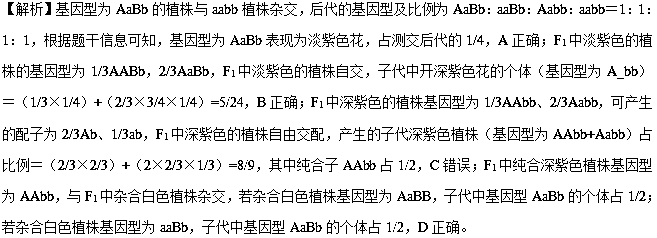 【解析】基因型为 AaBb 的植株与 aabb 植株杂交，后代的基因型及比例为 AaBb：aaBb：Aabb：aabb＝1：1：
1：1，根据题干信息可知，基因型为 AaBb 表现为淡紫色花，占测交后代的 1/4，A 正确；F₁中淡紫色的植
株的基因型为 1/3AABb，2/3AaBb，F₁中淡紫色的植株自交，子代中开深紫色花的个体（基因型为 A_bb）
＝（1/3×1/4）+（2/3×3/4×1/4）=5/24，B 正确；F₁中深紫色的植株基因型为 1/3AAbb、2/3Aabb，可产生
的配子为 2/3Ab、1/3ab，F₁中深紫色的植株自由交配，产生的子代深紫色植株（基因型为 AAbb+Aabb）占
比例＝（2/3×2/3）+（2×2/3×1/3）=8/9，其中纯合子 AAbb 占 1/2，C 错误；F₁中纯合深紫色植株基因型
为 AAbb，与 F₁中杂合白色植株杂交，若杂合白色植株基因型为 AaBB，子代中基因型 AaBb 的个体占 1/2；
若杂合白色植株基因型为 aaBb，子代中基因型 AaBb 的个体占 1/2，D 正确。